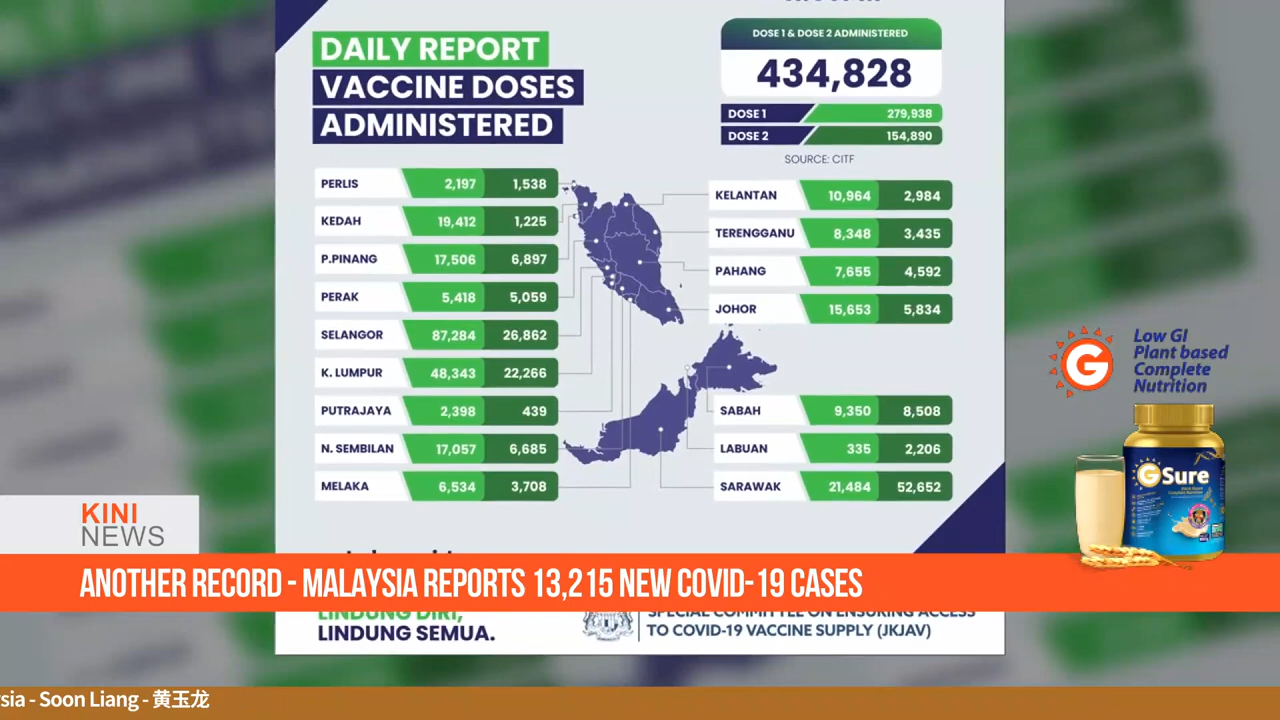 DAILY REPORT
VACCINE DOSES
ADMINISTERED
DOSE 1 & DOSE 2 ADMINISTERED
434,828
DOSE 1 279,938
DOSE 2 154,890
SOURCE: CITF
PERLIS 2,197 1,538
KEDAH 19,412 1,225
P.PINANG 17,506 6,897
PERAK 5,418 5,059
SELANGOR 87,284 26,862
K. LUMPUR 48,343 22,266
PUTRAJAYA 2,398 439
N. SEMBILAN 17,057 6,685
MELAKA 6,534 3,708
KELANTAN 10,964 2,984
TERENGGANU 8,348 3,435
PAHANG 7,655 4,592
JOHOR 15,653 5,834
SABAH 9,350 8,508
LABUAN 335 2,206
SARAWAK 21,484 52,652
G
Low GI
Plant based
Complete
Nutrition
GSure
KINI
NEWS
ANOTHER RECORD - MALAYSIA REPORTS 13,215 NEW COVID-19 CASES
LINDUNG DIRI,
LINDUNG SEMUA.
SPECIAL COMMITTEE ON ENSURING ACCESS
TO COVID-19 VACCINE SUPPLY (JKJAV)
sia - Soon Liang - 黄玉龙